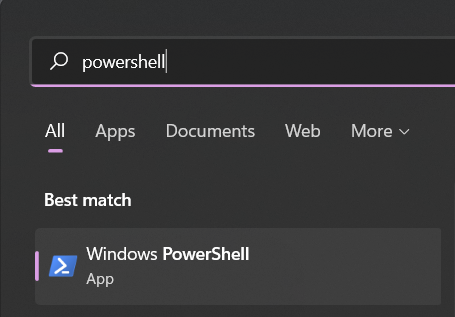 powershell
All Apps Documents Web More
Best match
Windows PowerShell
App